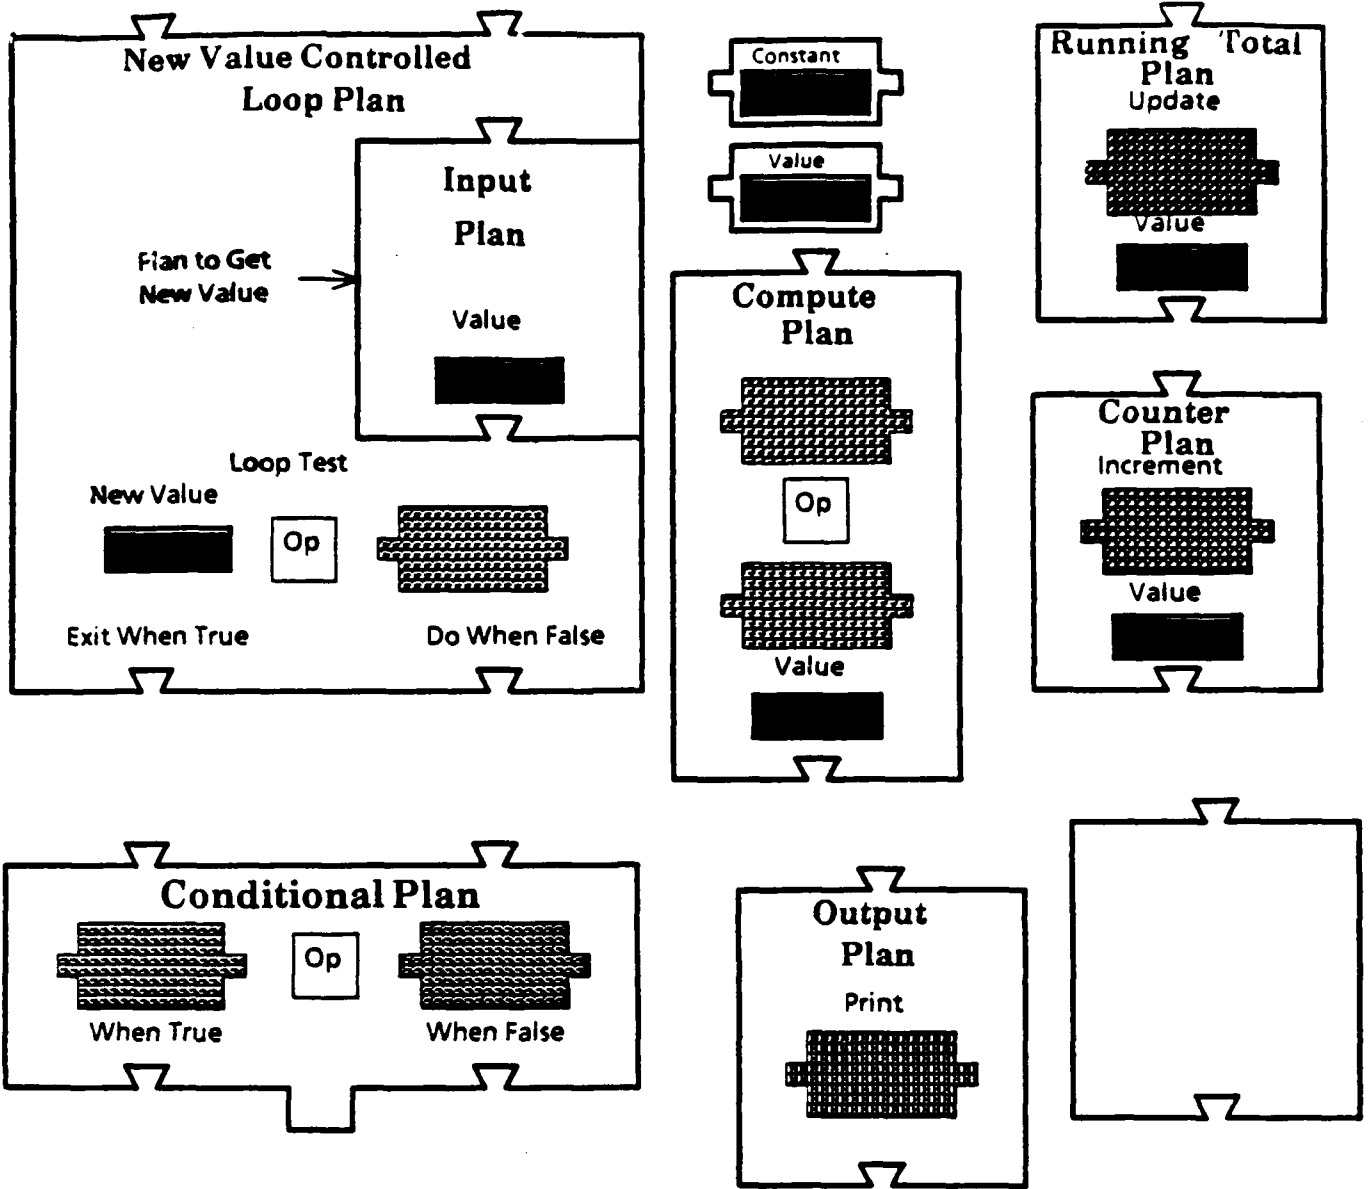 New Value Controlled
Loop Plan
Input
Plan
Plan to Get
New Value
Value
Loop Test
New Value
Op
Exit When True
Do When False
Constant
Value
Compute
Plan
Op
Value
Running Total
Plan
Update
Value
Counter
Plan
Increment
Value
Conditional Plan
Op
When True
When False
Output
Plan
Print